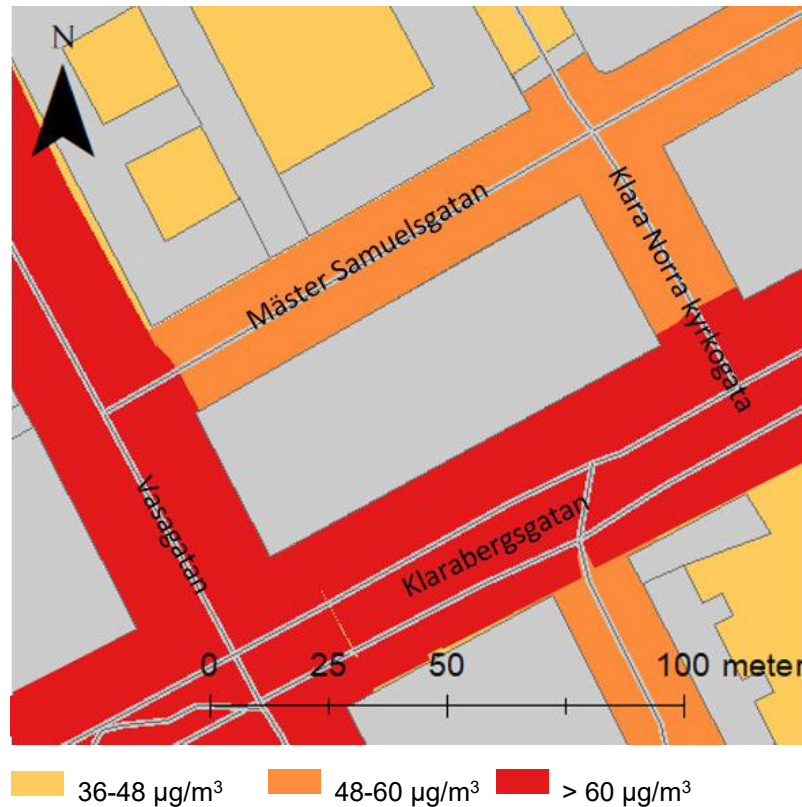 N
Mäster Samuelsgatan
Klara Norra kyrkogata
Vasagatan
Klarabergsgatan
0 25 50 100 meter
36-48 µg/m³ 48-60 µg/m³ > 60 µg/m³